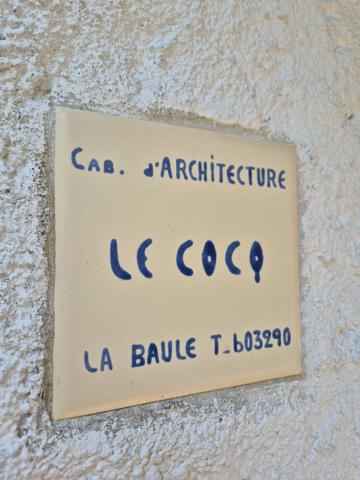 CAB. d'ARCHiTECTURE
LE COCQ
LA BAULE T_603290